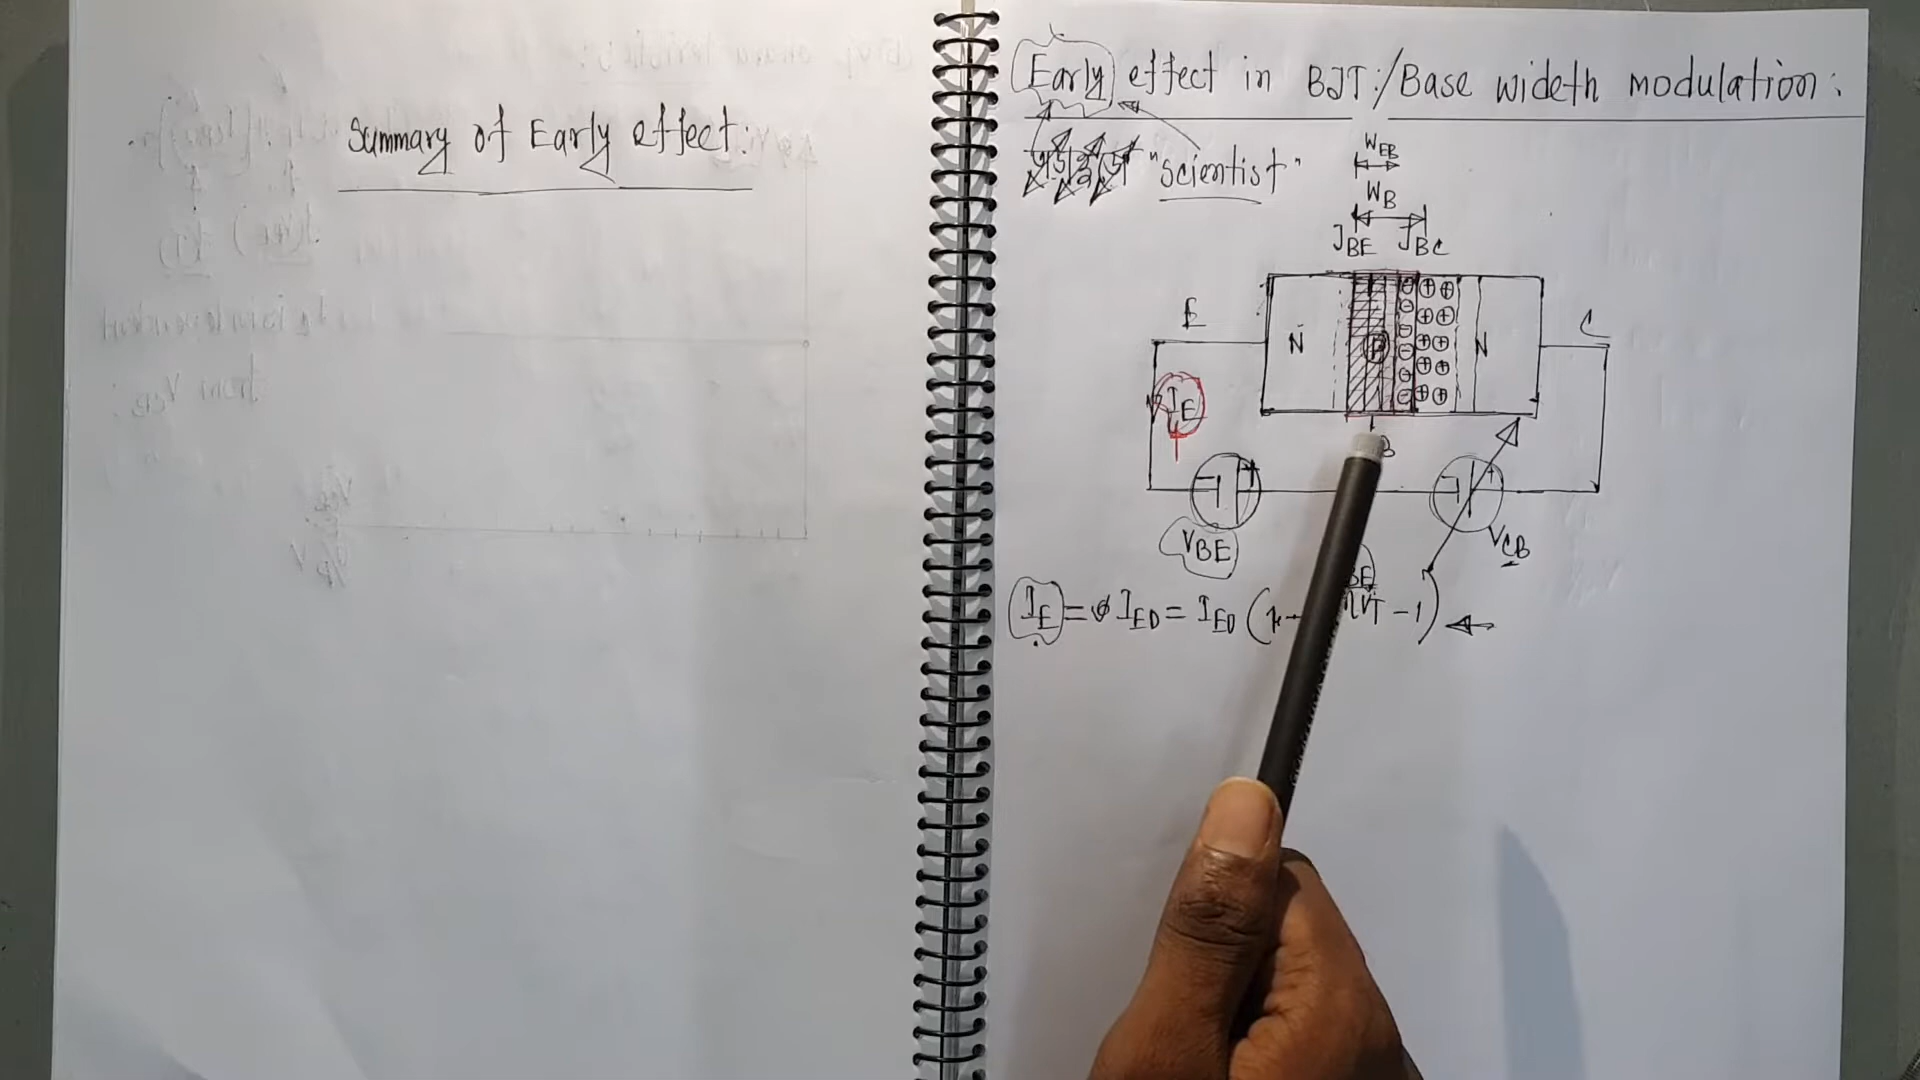 Summary of Early effect:
Early effect in BJT:/Base wideth modulation:
"Scientist"
WEB
WB
JBE JBC
E
N
P
N
C
IE
B
VBE
VCB
IE = IEO = IEO ( VT - 1)